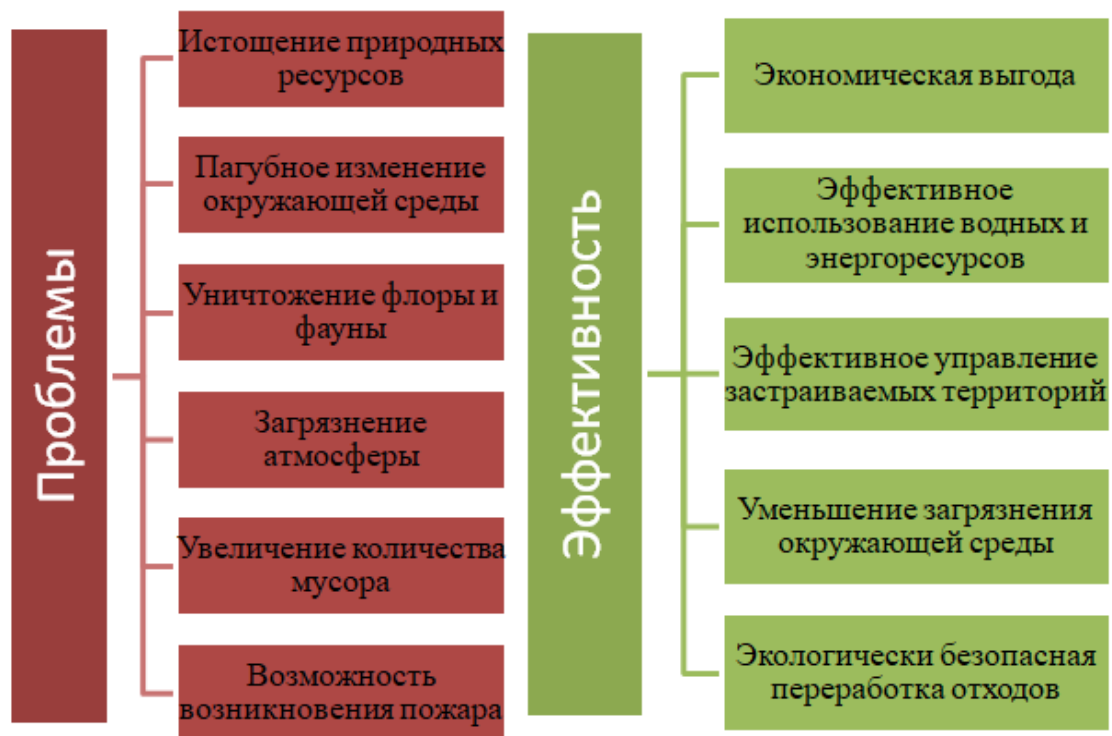 Проблемы
Истощение природных
ресурсов
Пагубное изменение
окружающей среды
Уничтожение флоры и
фауны
Загрязнение
атмосферы
Увеличение количества
мусора
Возможность
возникновения пожара
Эффективность
Экономическая выгода
Эффективное
использование водных и
энергоресурсов
Эффективное управление
застраиваемых территорий
Уменьшение загрязнения
окружающей среды
Экологически безопасная
переработка отходов